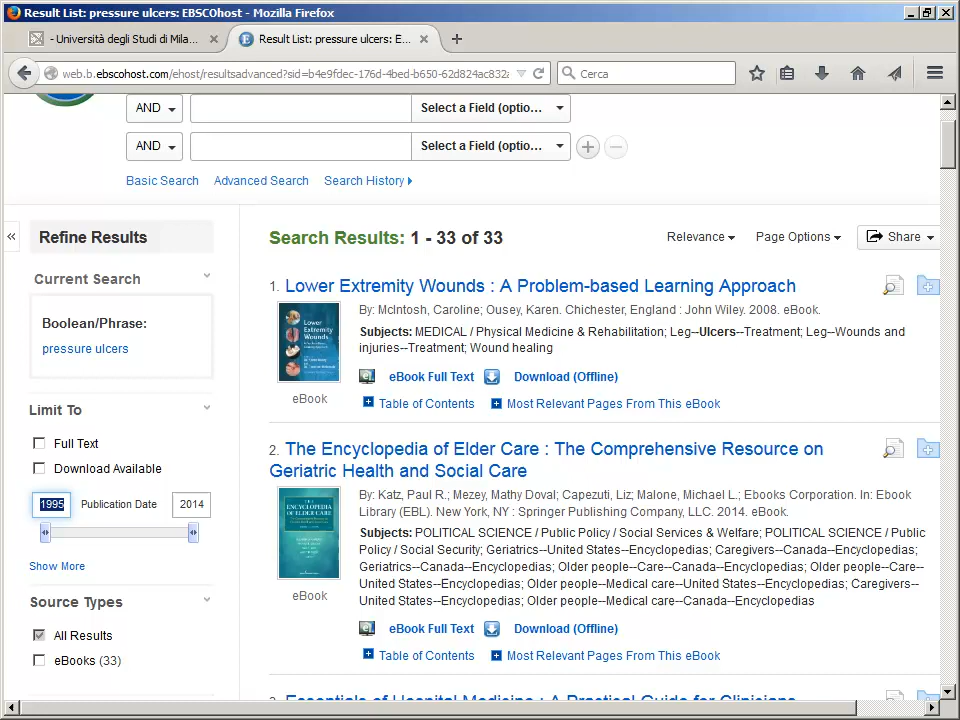 Result List: pressure ulcers: EBSCOhost - Mozilla Firefox
- Università degli Studi di Mila...
Result List: pressure ulcers: E...
web.b.ebscohost.com/ehost/resultsadvanced?sid=b4e9fdec-176d-4bed-b650-62d824ac832
Cerca
AND
Select a Field (optio...
AND
Select a Field (optio...
Basic Search Advanced Search Search History
Refine Results
Current Search
Boolean/Phrase:
pressure ulcers
Limit To
Full Text
Download Available
1995 Publication Date 2014
Show More
Source Types
All Results
eBooks (33)
Search Results: 1 - 33 of 33
Relevance Page Options Share
1. Lower Extremity Wounds : A Problem-based Learning Approach
Lower
Extremity
Wounds
By: McIntosh, Caroline; Ousey, Karen. Chichester, England : John Wiley. 2008. eBook.
Subjects: MEDICAL / Physical Medicine & Rehabilitation; Leg--Ulcers--Treatment; Leg--Wounds and
injuries--Treatment; Wound healing
eBook
eBook Full Text Download (Offline)
Table of Contents Most Relevant Pages From This eBook
2. The Encyclopedia of Elder Care : The Comprehensive Resource on
Geriatric Health and Social Care
THE
ENCYCLOPEDIA
OF ELDER CARE
By: Katz, Paul R.; Mezey, Mathy Doval; Capezuti, Liz; Malone, Michael L.; Ebooks Corporation. In: Ebook
Library (EBL). New York, NY : Springer Publishing Company, LLC. 2014. eBook.
Subjects: POLITICAL SCIENCE / Public Policy / Social Services & Welfare; POLITICAL SCIENCE / Public
Policy / Social Security; Geriatrics--United States--Encyclopedias; Caregivers--Canada--Encyclopedias;
Geriatrics--Canada--Encyclopedias; Older people--Care--Canada--Encyclopedias; Older people--Care--
United States--Encyclopedias; Older people--Medical care--United States--Encyclopedias; Caregivers--
United States--Encyclopedias; Older people--Medical care--Canada--Encyclopedias
eBook
eBook Full Text Download (Offline)
Table of Contents Most Relevant Pages From This eBook
Essentials of Hospital Medicine : A Practical Guide for Clinicians